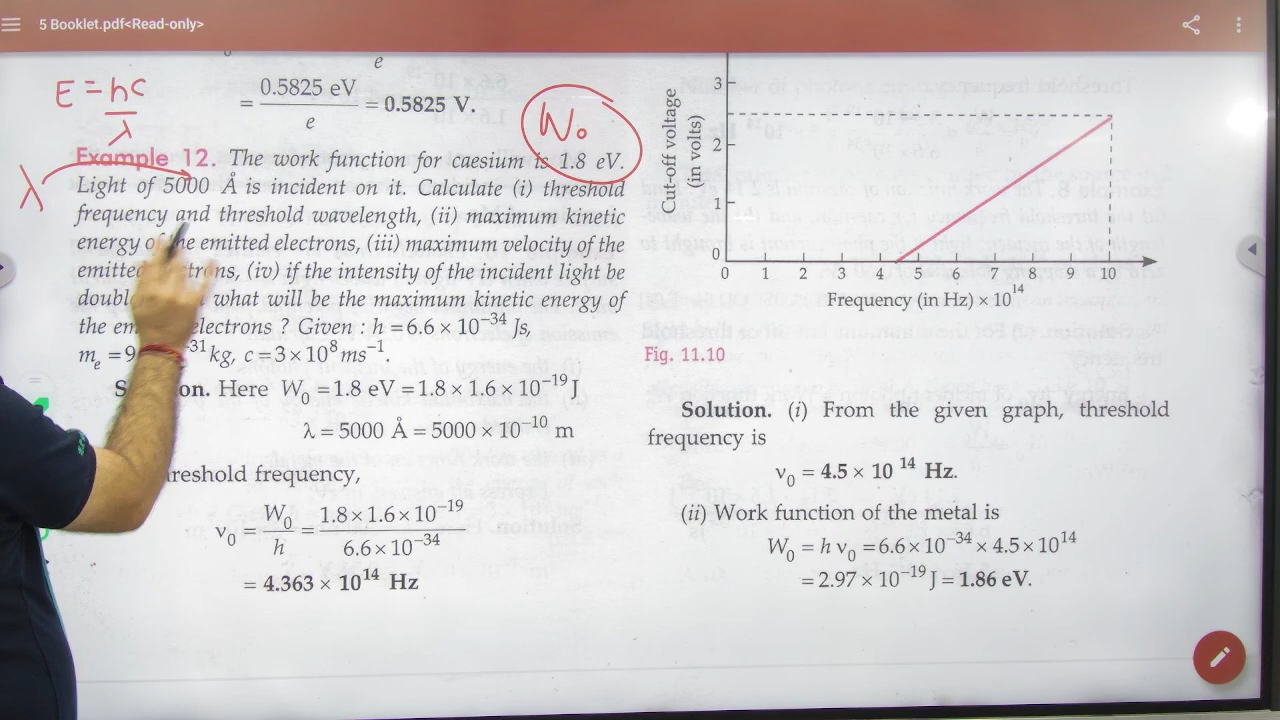 5 Booklet.pdf<Read-only>
E = hc
λ
e
= 0.5825 eV / e = 0.5825 V.
W₀
Example 12. The work function for caesium is 1.8 eV.
λ
Light of 5000 Å is incident on it. Calculate (i) threshold
frequency and threshold wavelength, (ii) maximum kinetic
energy of the emitted electrons, (iii) maximum velocity of the
emitted electrons, (iv) if the intensity of the incident light be
what will be the maximum kinetic energy of
the electrons ? Given : h = 6.6 × 10⁻³⁴ Js,
mₑ = 9 ⁻³¹ kg, c = 3 × 10⁸ ms⁻¹.
Here W₀ = 1.8 eV = 1.8 × 1.6 × 10⁻¹⁹ J,
λ = 5000 Å = 5000 × 10⁻¹⁰ m
threshold frequency,
ν₀ = W₀ / h = 1.8 × 1.6 × 10⁻¹⁹ / 6.6 × 10⁻³⁴
= 4.363 × 10¹⁴ Hz
Cut-off voltage
(in volts)
3
2
1
0
0 1 2 3 4 5 6 7 8 9 10
Frequency (in Hz) × 10¹⁴
Fig. 11.10
Solution. (i) From the given graph, threshold
frequency is
ν₀ = 4.5 × 10 ¹⁴ Hz.
(ii) Work function of the metal is
W₀ = h ν₀ = 6.6 × 10⁻³⁴ × 4.5 × 10¹⁴
= 2.97 × 10⁻¹⁹ J = 1.86 eV.